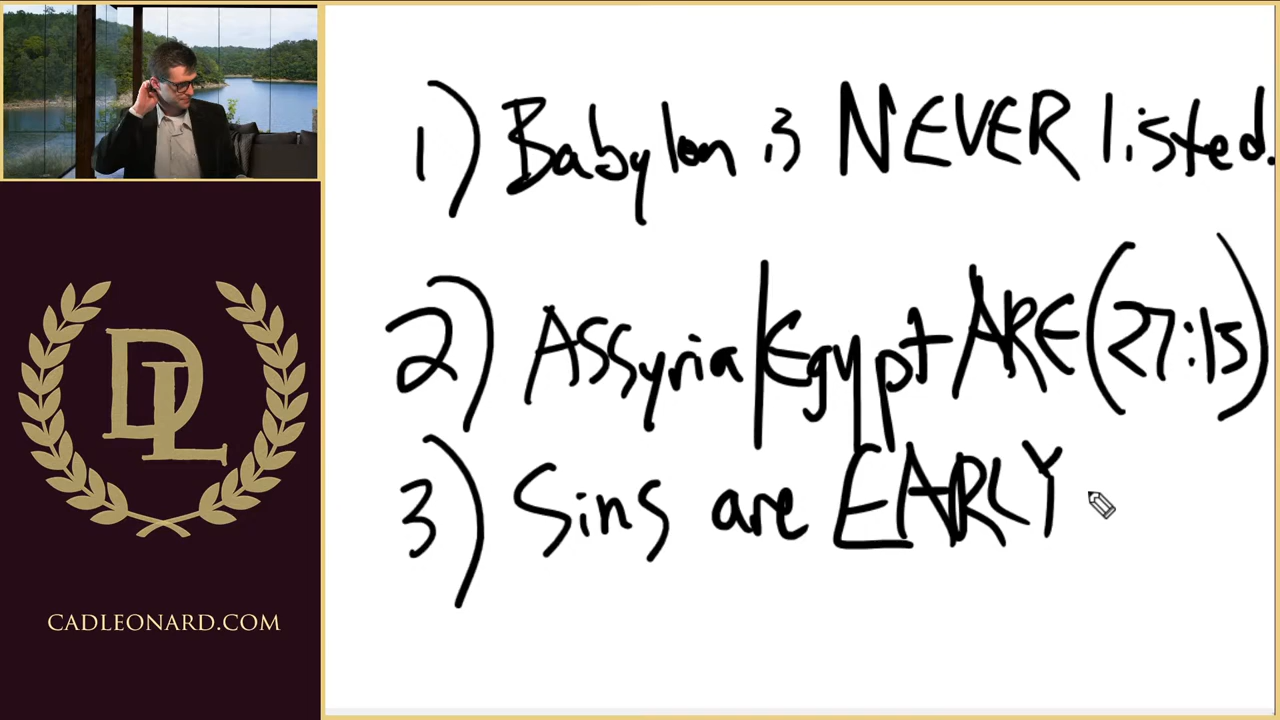 1) Babylon is NEVER listed.
2) Assyria/Egypt ARE (27:15)
3) Sins are EARLY
DL
CADLEONARD.COM